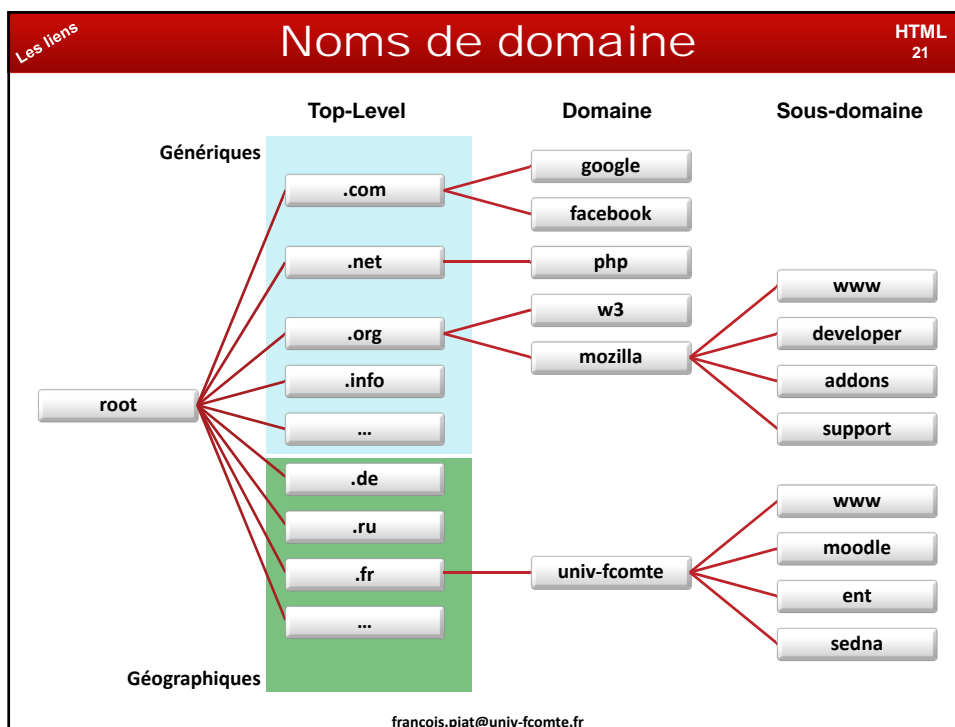 Les liens
Noms de domaine
HTML
21
Top-Level
Domaine
Sous-domaine
Génériques
.com
google
facebook
.net
php
.org
w3
mozilla
www
developer
addons
support
.info
...
root
.de
.ru
.fr
...
univ-fcomte
www
moodle
ent
sedna
Géographiques
francois.piat@univ-fcomte.fr